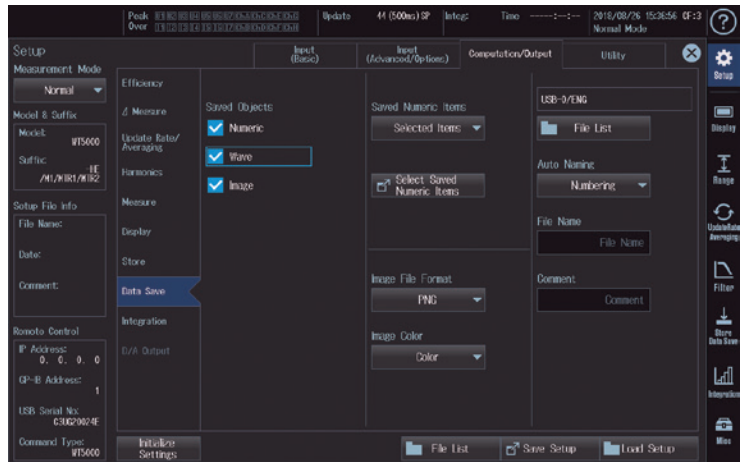 Peak
Over
Update
44 (500ms) SP
Integ:
Time
-----:--:--
2018/08/26 15:36:56
CF:3
Normal Mode
Setup
Input
(Basic)
Input
(Advanced/Options)
Computation/Output
Utility
Setup
Measurement Mode
Normal
Model & Suffix
Model:
WT5000
Suffix:
-HE
/M1/MTR1/MTR2
Setup File Info
File Name:
Date:
Comment:
Remote Control
IP Address:
0. 0. 0. 0
GP-IB Address:
1
USB Serial No:
C3UG20024E
Command Type:
WT5000
Efficiency
Δ Measure
Update Rate/
Averaging
Harmonics
Measure
Display
Store
Data Save
Integration
D/A Output
Initialize
Settings
Saved Objects
Numeric
Wave
Image
Saved Numeric Items
Selected Items
Select Saved
Numeric Items
Image File Format
PNG
Image Color
Color
USB-0/ENG
File List
Auto Naming
Numbering
File Name
File Name
Comment
Comment
File List
Save Setup
Load Setup
Display
Range
UpdateRate
Averaging
Filter
Store
Data Save
Integration
Misc